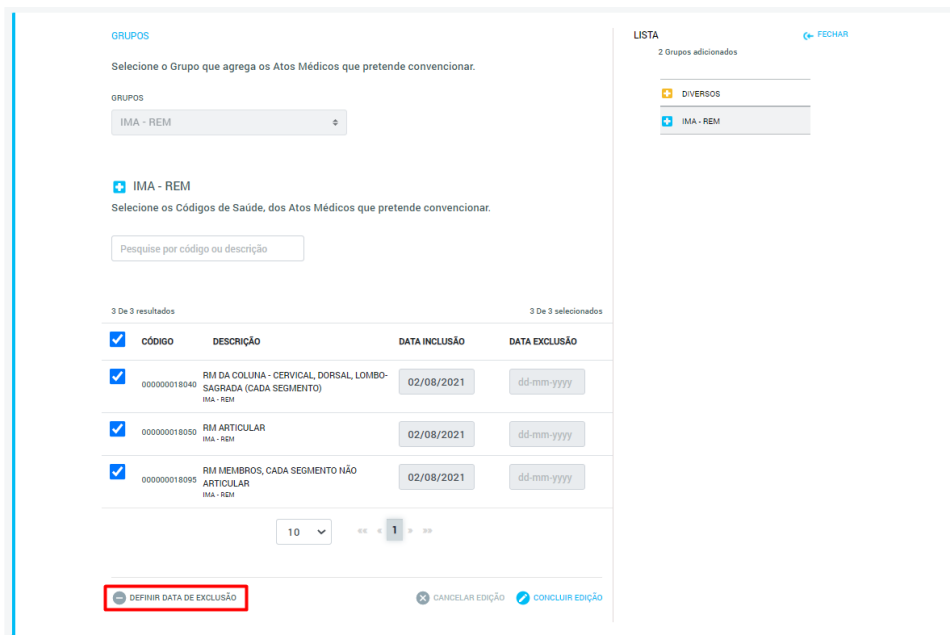 GRUPOS
Selecione o Grupo que agrega os Atos Médicos que pretende convencionar.
GRUPOS
IMA - REM
IMA - REM
Selecione os Códigos de Saúde, dos Atos Médicos que pretende convencionar.
Pesquise por código ou descrição
3 De 3 resultados
3 De 3 selecionados
CÓDIGO DESCRIÇÃO DATA INCLUSÃO DATA EXCLUSÃO
RM DA COLUNA - CERVICAL, DORSAL, LOMBO-
000000018040 SAGRADA (CADA SEGMENTO) 02/08/2021 dd-mm-yyyy
IMA - REM
000000018050 RM ARTICULAR 02/08/2021 dd-mm-yyyy
IMA - REM
RM MEMBROS, CADA SEGMENTO NÃO
000000018095 ARTICULAR 02/08/2021 dd-mm-yyyy
IMA - REM
10 «« « 1 » »»
DEFINIR DATA DE EXCLUSÃO CANCELAR EDIÇÃO CONCLUIR EDIÇÃO
LISTA FECHAR
2 Grupos adicionados
DIVERSOS
IMA - REM